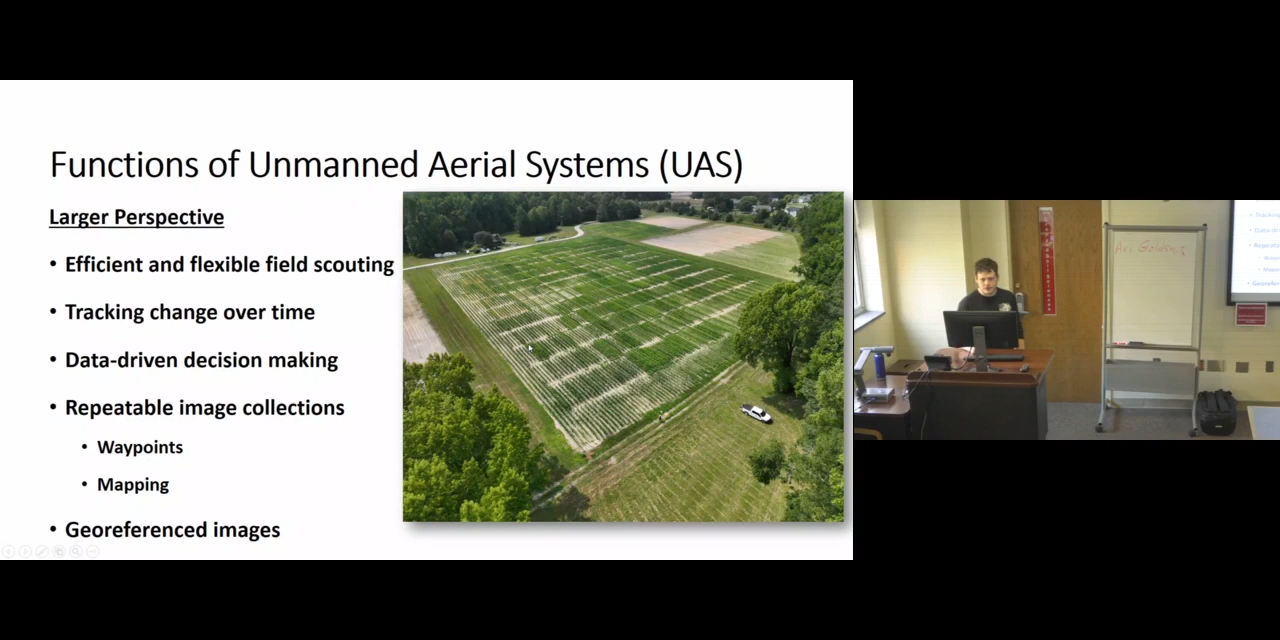 Functions of Unmanned Aerial Systems (UAS)
Larger Perspective
• Efficient and flexible field scouting
• Tracking change over time
• Data-driven decision making
• Repeatable image collections
• Waypoints
• Mapping
• Georeferenced images